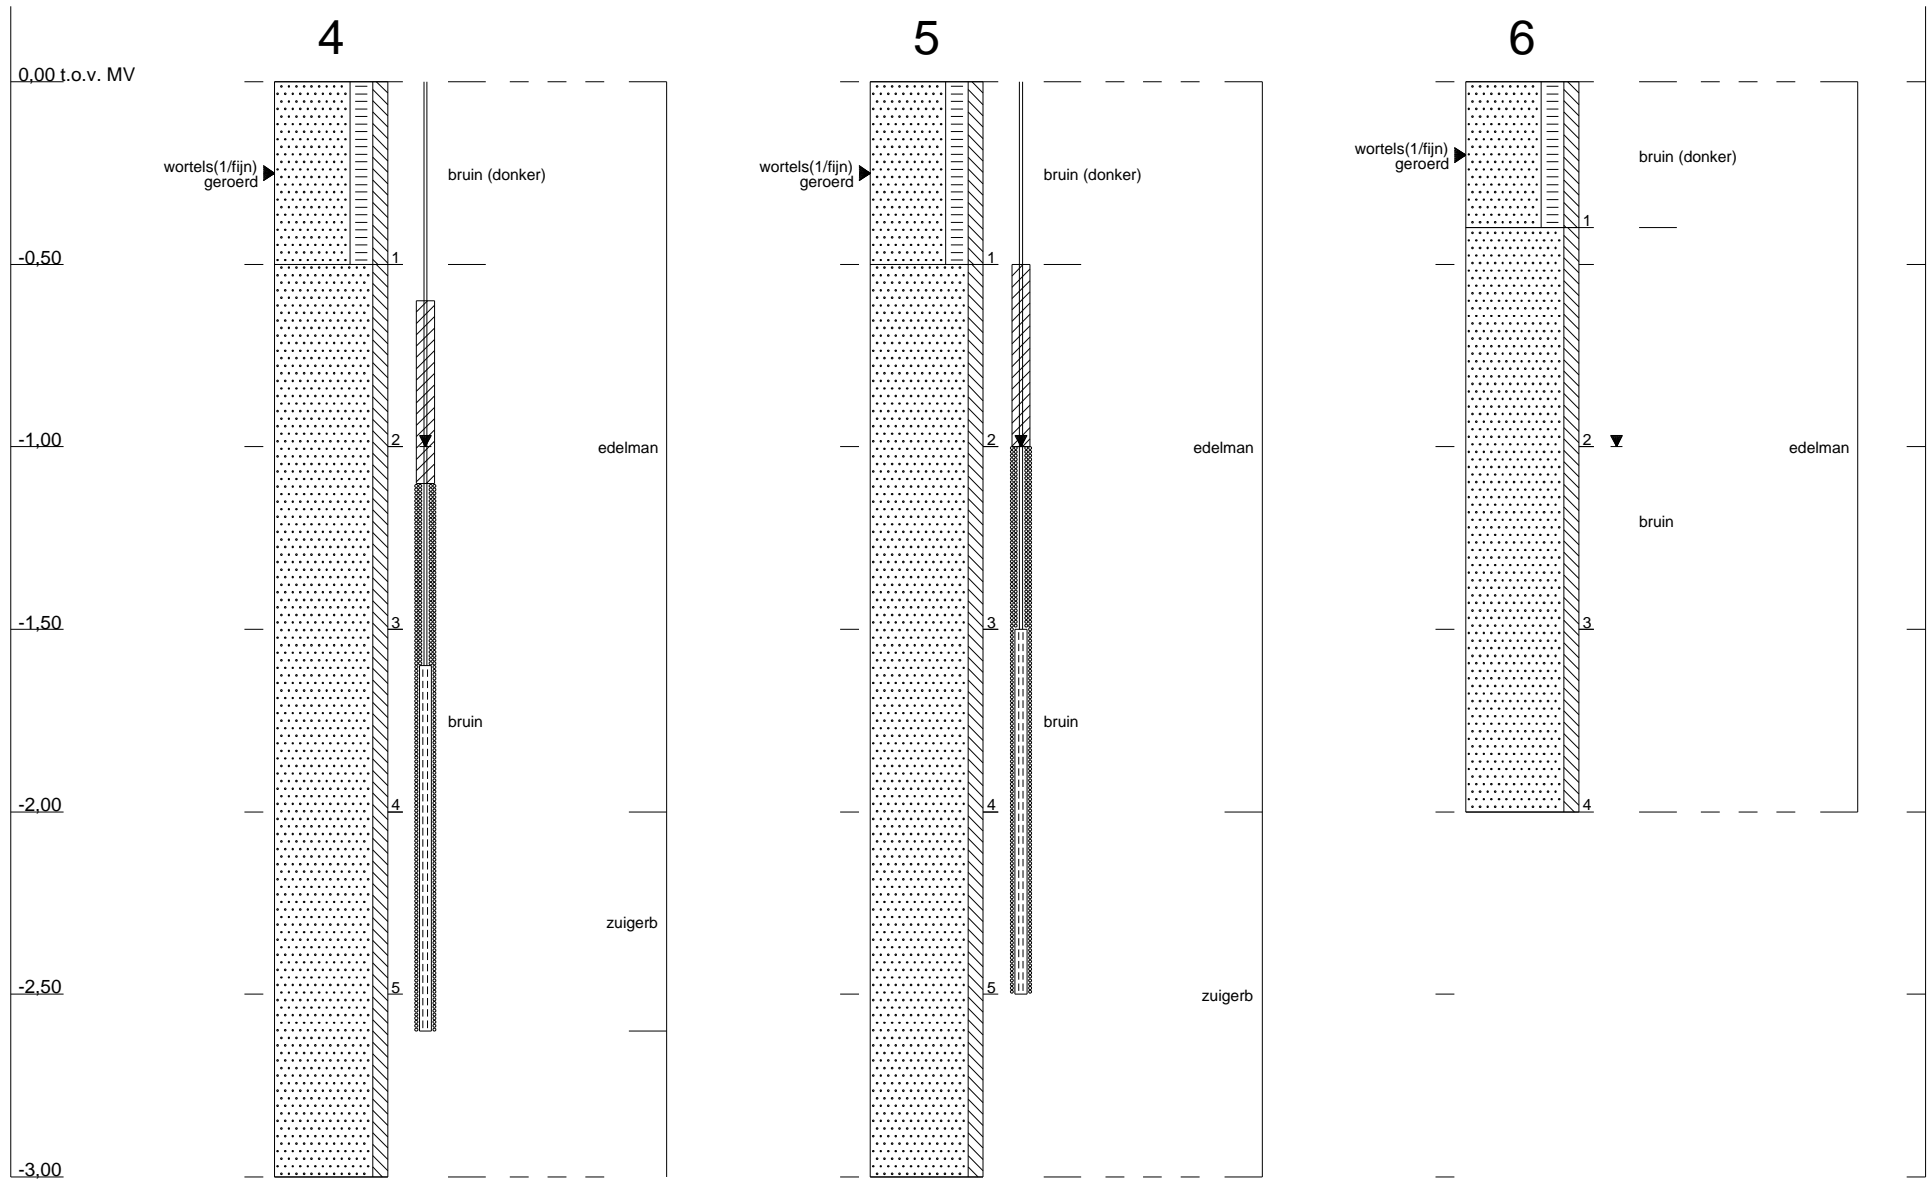 4
5
6
0,00 t.o.v. MV
-0,50
-1,00
-1,50
-2,00
-2,50
-3,00
wortels(1/fijn)
geroerd
bruin (donker)
1
2
3
4
5
bruin
edelman
zuigerb
wortels(1/fijn)
geroerd
bruin (donker)
1
2
3
4
5
bruin
edelman
zuigerb
wortels(1/fijn)
geroerd
bruin (donker)
1
2
3
4
bruin
edelman